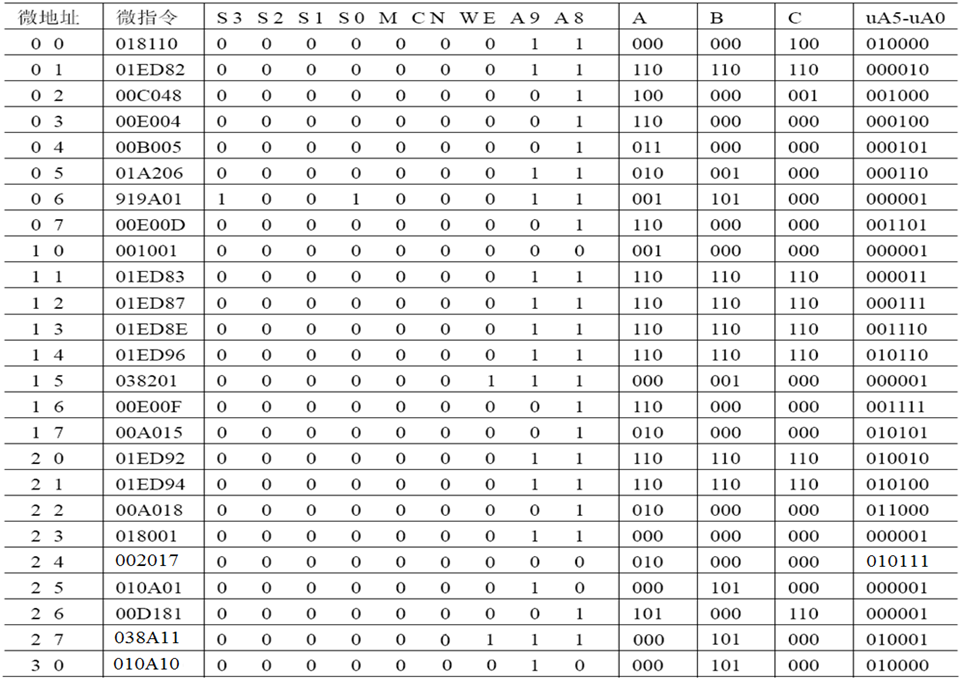 微地址 微指令 S3 S2 S1 S0 M CN WE A9 A8 A B C uA5-uA0
0 0 018110 0 0 0 0 0 0 0 1 1 000 000 100 010000
0 1 01ED82 0 0 0 0 0 0 0 1 1 110 110 110 000010
0 2 00C048 0 0 0 0 0 0 0 0 1 100 000 001 001000
0 3 00E004 0 0 0 0 0 0 0 0 1 110 000 000 000100
0 4 00B005 0 0 0 0 0 0 0 0 1 011 000 000 000101
0 5 01A206 0 0 0 0 0 0 0 1 1 010 001 000 000110
0 6 919A01 1 0 0 1 0 0 0 1 1 001 101 000 000001
0 7 00E00D 0 0 0 0 0 0 0 0 1 110 000 000 001101
1 0 001001 0 0 0 0 0 0 0 0 0 001 000 000 000001
1 1 01ED83 0 0 0 0 0 0 0 1 1 110 110 110 000011
1 2 01ED87 0 0 0 0 0 0 0 1 1 110 110 110 000111
1 3 01ED8E 0 0 0 0 0 0 0 1 1 110 110 110 001110
1 4 01ED96 0 0 0 0 0 0 0 1 1 110 110 110 010110
1 5 038201 0 0 0 0 0 0 1 1 1 000 001 000 000001
1 6 00E00F 0 0 0 0 0 0 0 0 1 110 000 000 001111
1 7 00A015 0 0 0 0 0 0 0 0 1 010 000 000 010101
2 0 01ED92 0 0 0 0 0 0 0 1 1 110 110 110 010010
2 1 01ED94 0 0 0 0 0 0 0 1 1 110 110 110 010100
2 2 00A018 0 0 0 0 0 0 0 0 1 010 000 000 011000
2 3 018001 0 0 0 0 0 0 0 1 1 000 000 000 000001
2 4 002017 0 0 0 0 0 0 0 0 0 010 000 000 010111
2 5 010A01 0 0 0 0 0 0 0 1 0 000 101 000 000001
2 6 00D181 0 0 0 0 0 0 0 0 1 101 000 110 000001
2 7 038A11 0 0 0 0 0 0 1 1 1 000 101 000 010001
3 0 010A10 0 0 0 0 0 0 0 1 0 000 101 000 010000